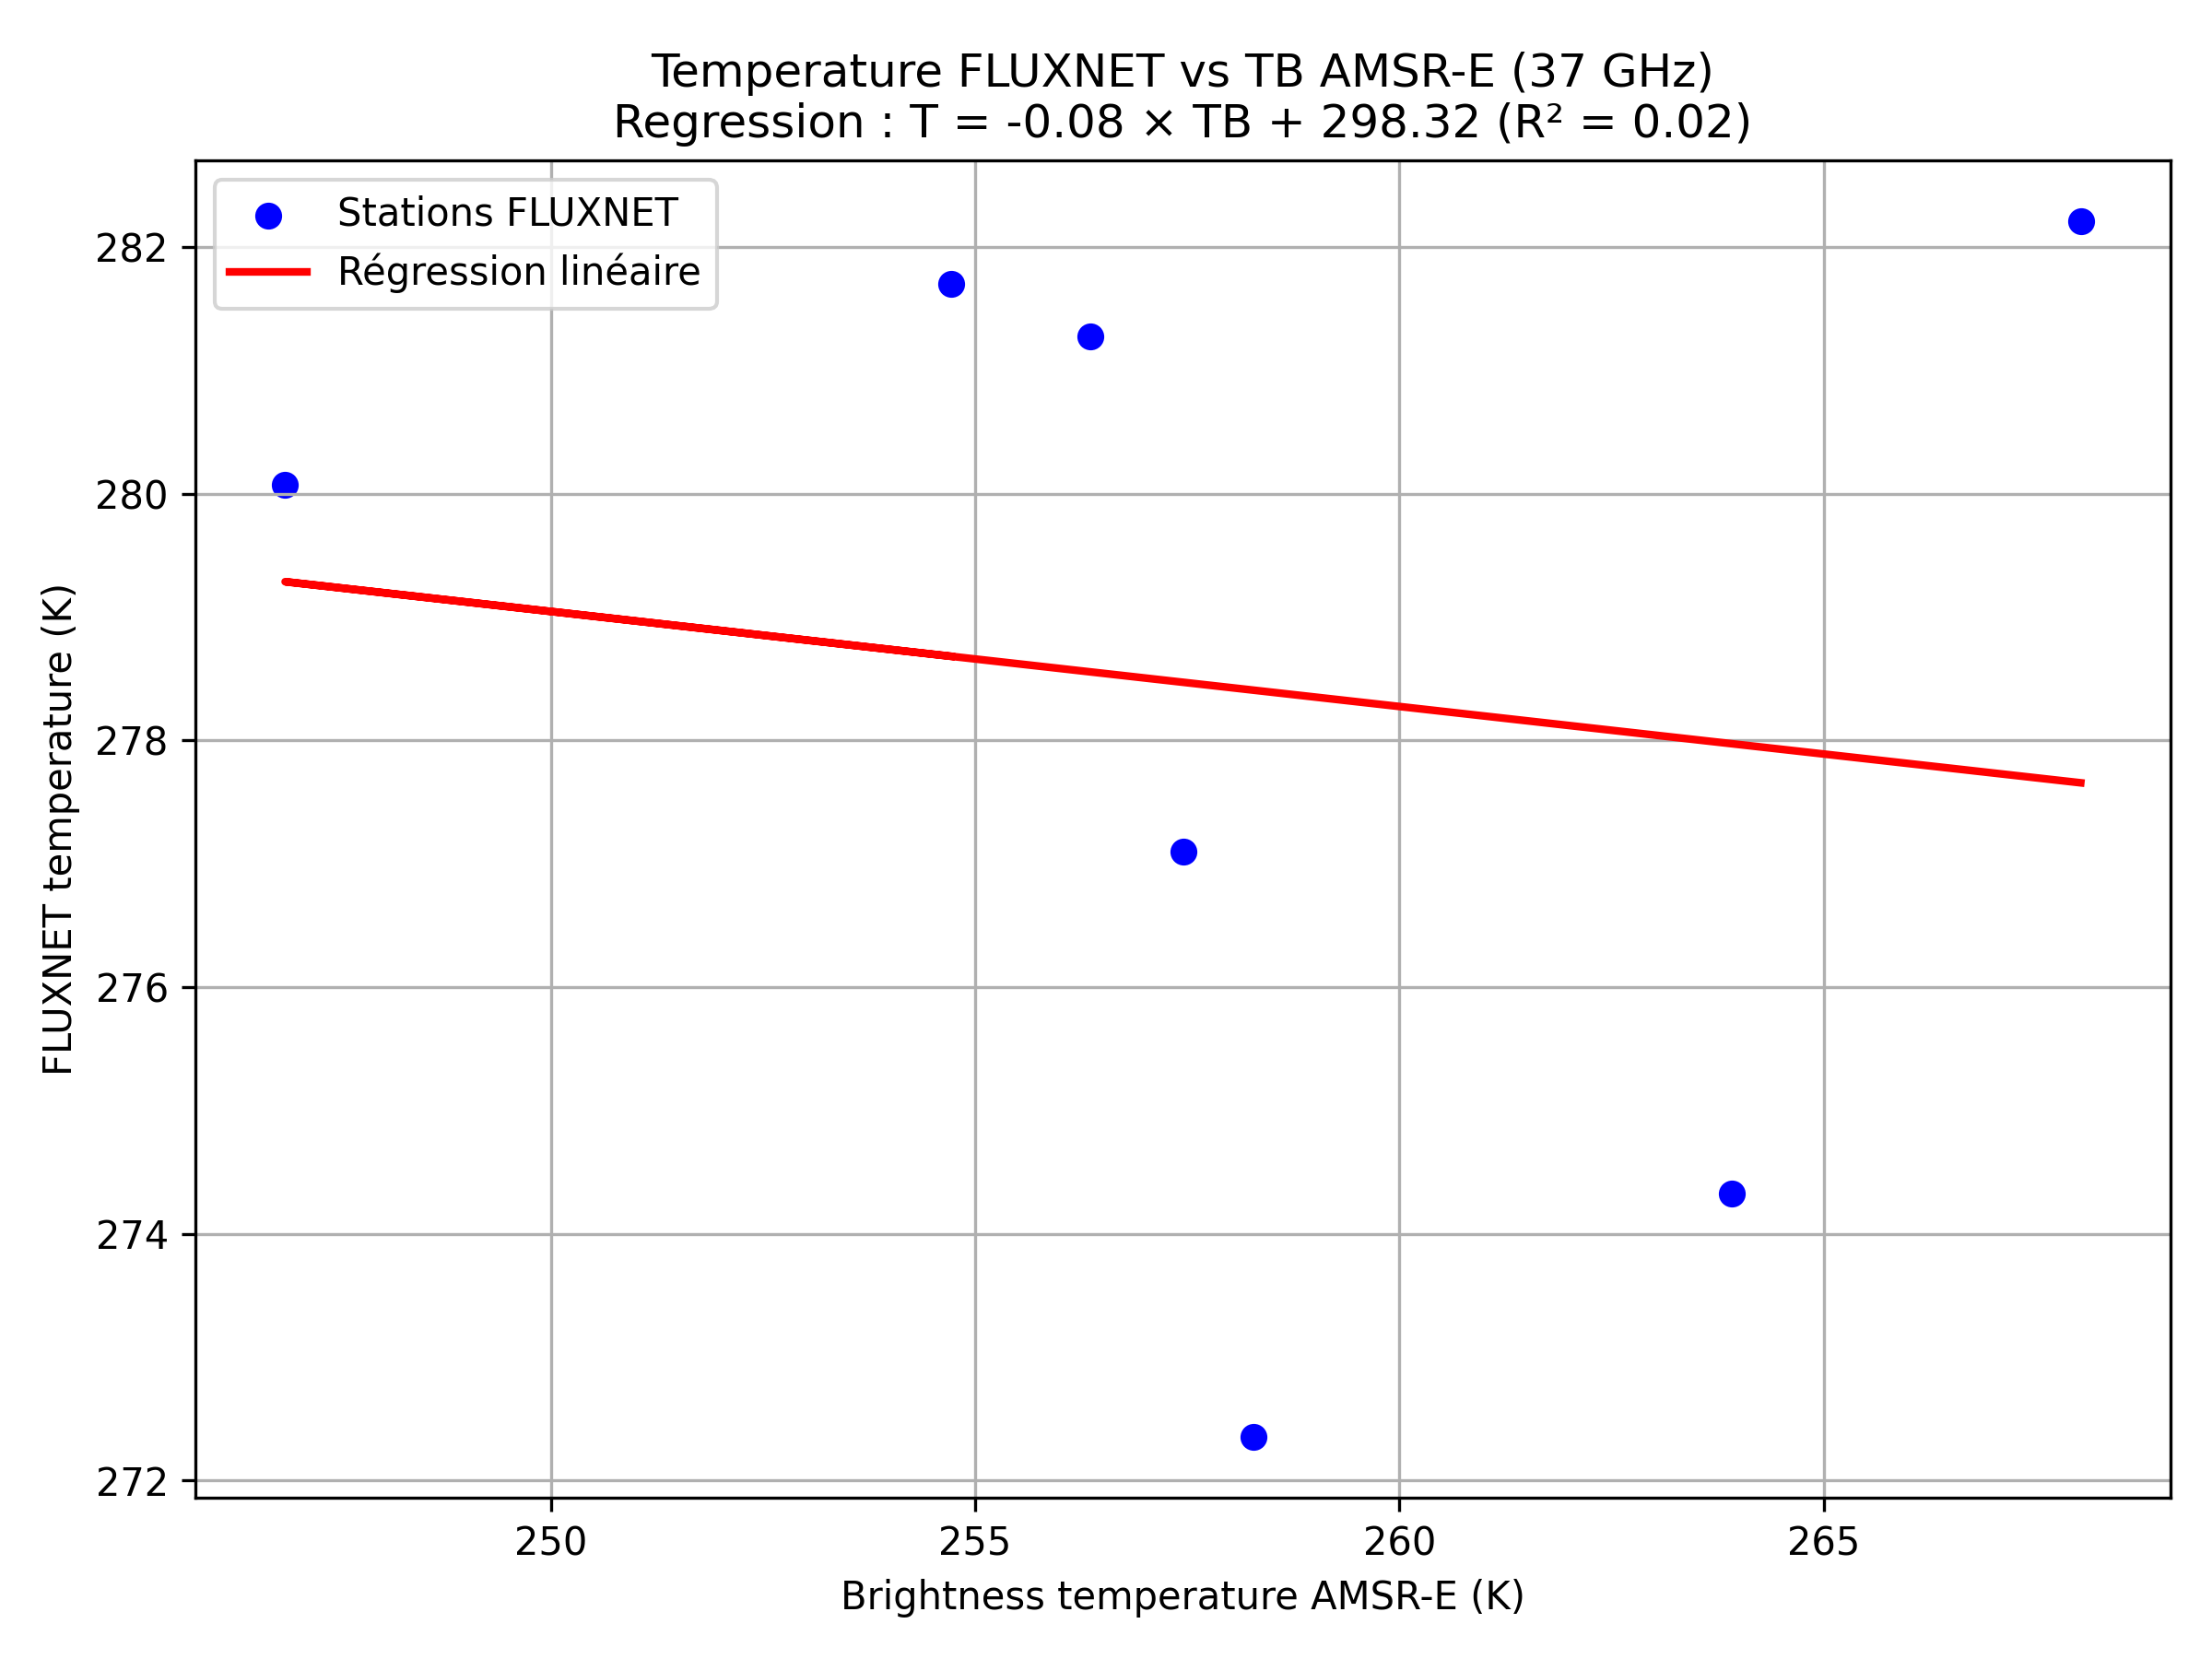 Temperature FLUXNET vs TB AMSR-E (37 GHz)
Regression : T = -0.08 × TB + 298.32 (R² = 0.02)
Stations FLUXNET
Régression linéaire
282
280
278
276
274
272
FLUXNET temperature (K)
250
255
260
265
Brightness temperature AMSR-E (K)